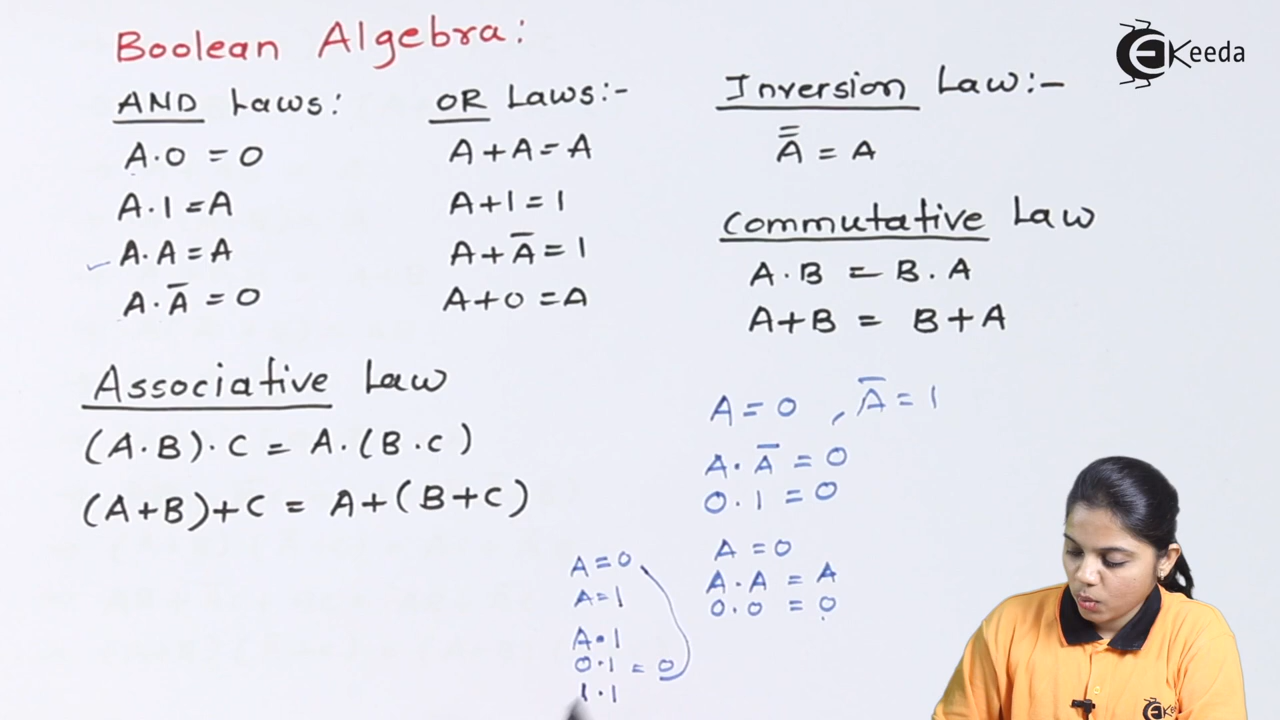 Boolean Algebra:
AND Laws:
A·0 = 0
A·1 = A
A·A = A
A·A̅ = 0
OR Laws:-
A+A = A
A+1 = 1
A+A̅ = 1
A+0 = A
Inversion Law:-
A̿ = A
Commutative Law
A·B = B·A
A+B = B+A
Associative Law
(A·B)·C = A·(B·C)
(A+B)+C = A+(B+C)
A=0
A=1
A·1
0·1 = 0
1·1
A=0, A̅=1
A·A̅ = 0
0·1 = 0
A=0
A·A = A
0·0 = 0
EKeeda